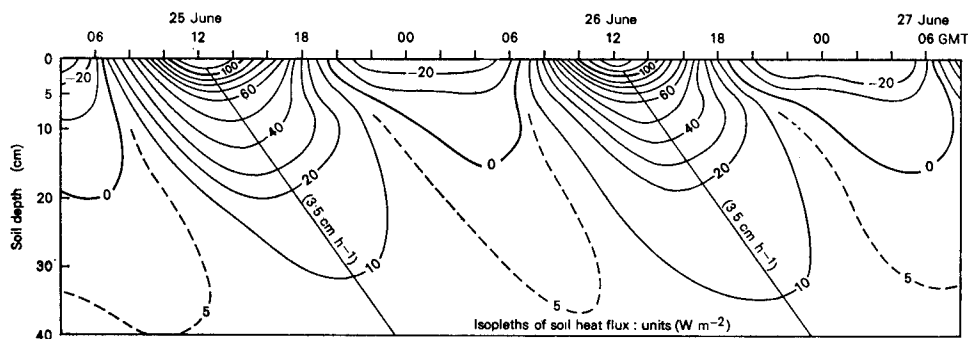 25 June 26 June 27 June
06 12 18 00 06 12 18 00 06 GMT
0
5
10
20
30
40
Soil depth (cm)
-20 100 -20 100 -20
60 60
40 40
20 20
0 0 0
10 10
5 5 5
(3·5 cm h-1) (3·5 cm h-1)
Isopleths of soil heat flux : units (W m-2)